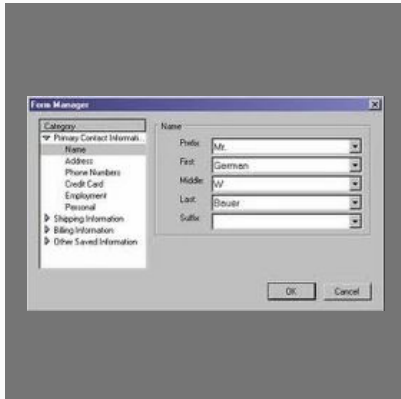 Form Manager
Category
Primary Contact Informati...
Name
Address
Phone Numbers
Credit Card
Employment
Personal
Shipping Information
Billing Information
Other Saved Information
Name
Prefix: Mr.
First: German
Middle: W
Last: Bauer
Suffix:
OK Cancel